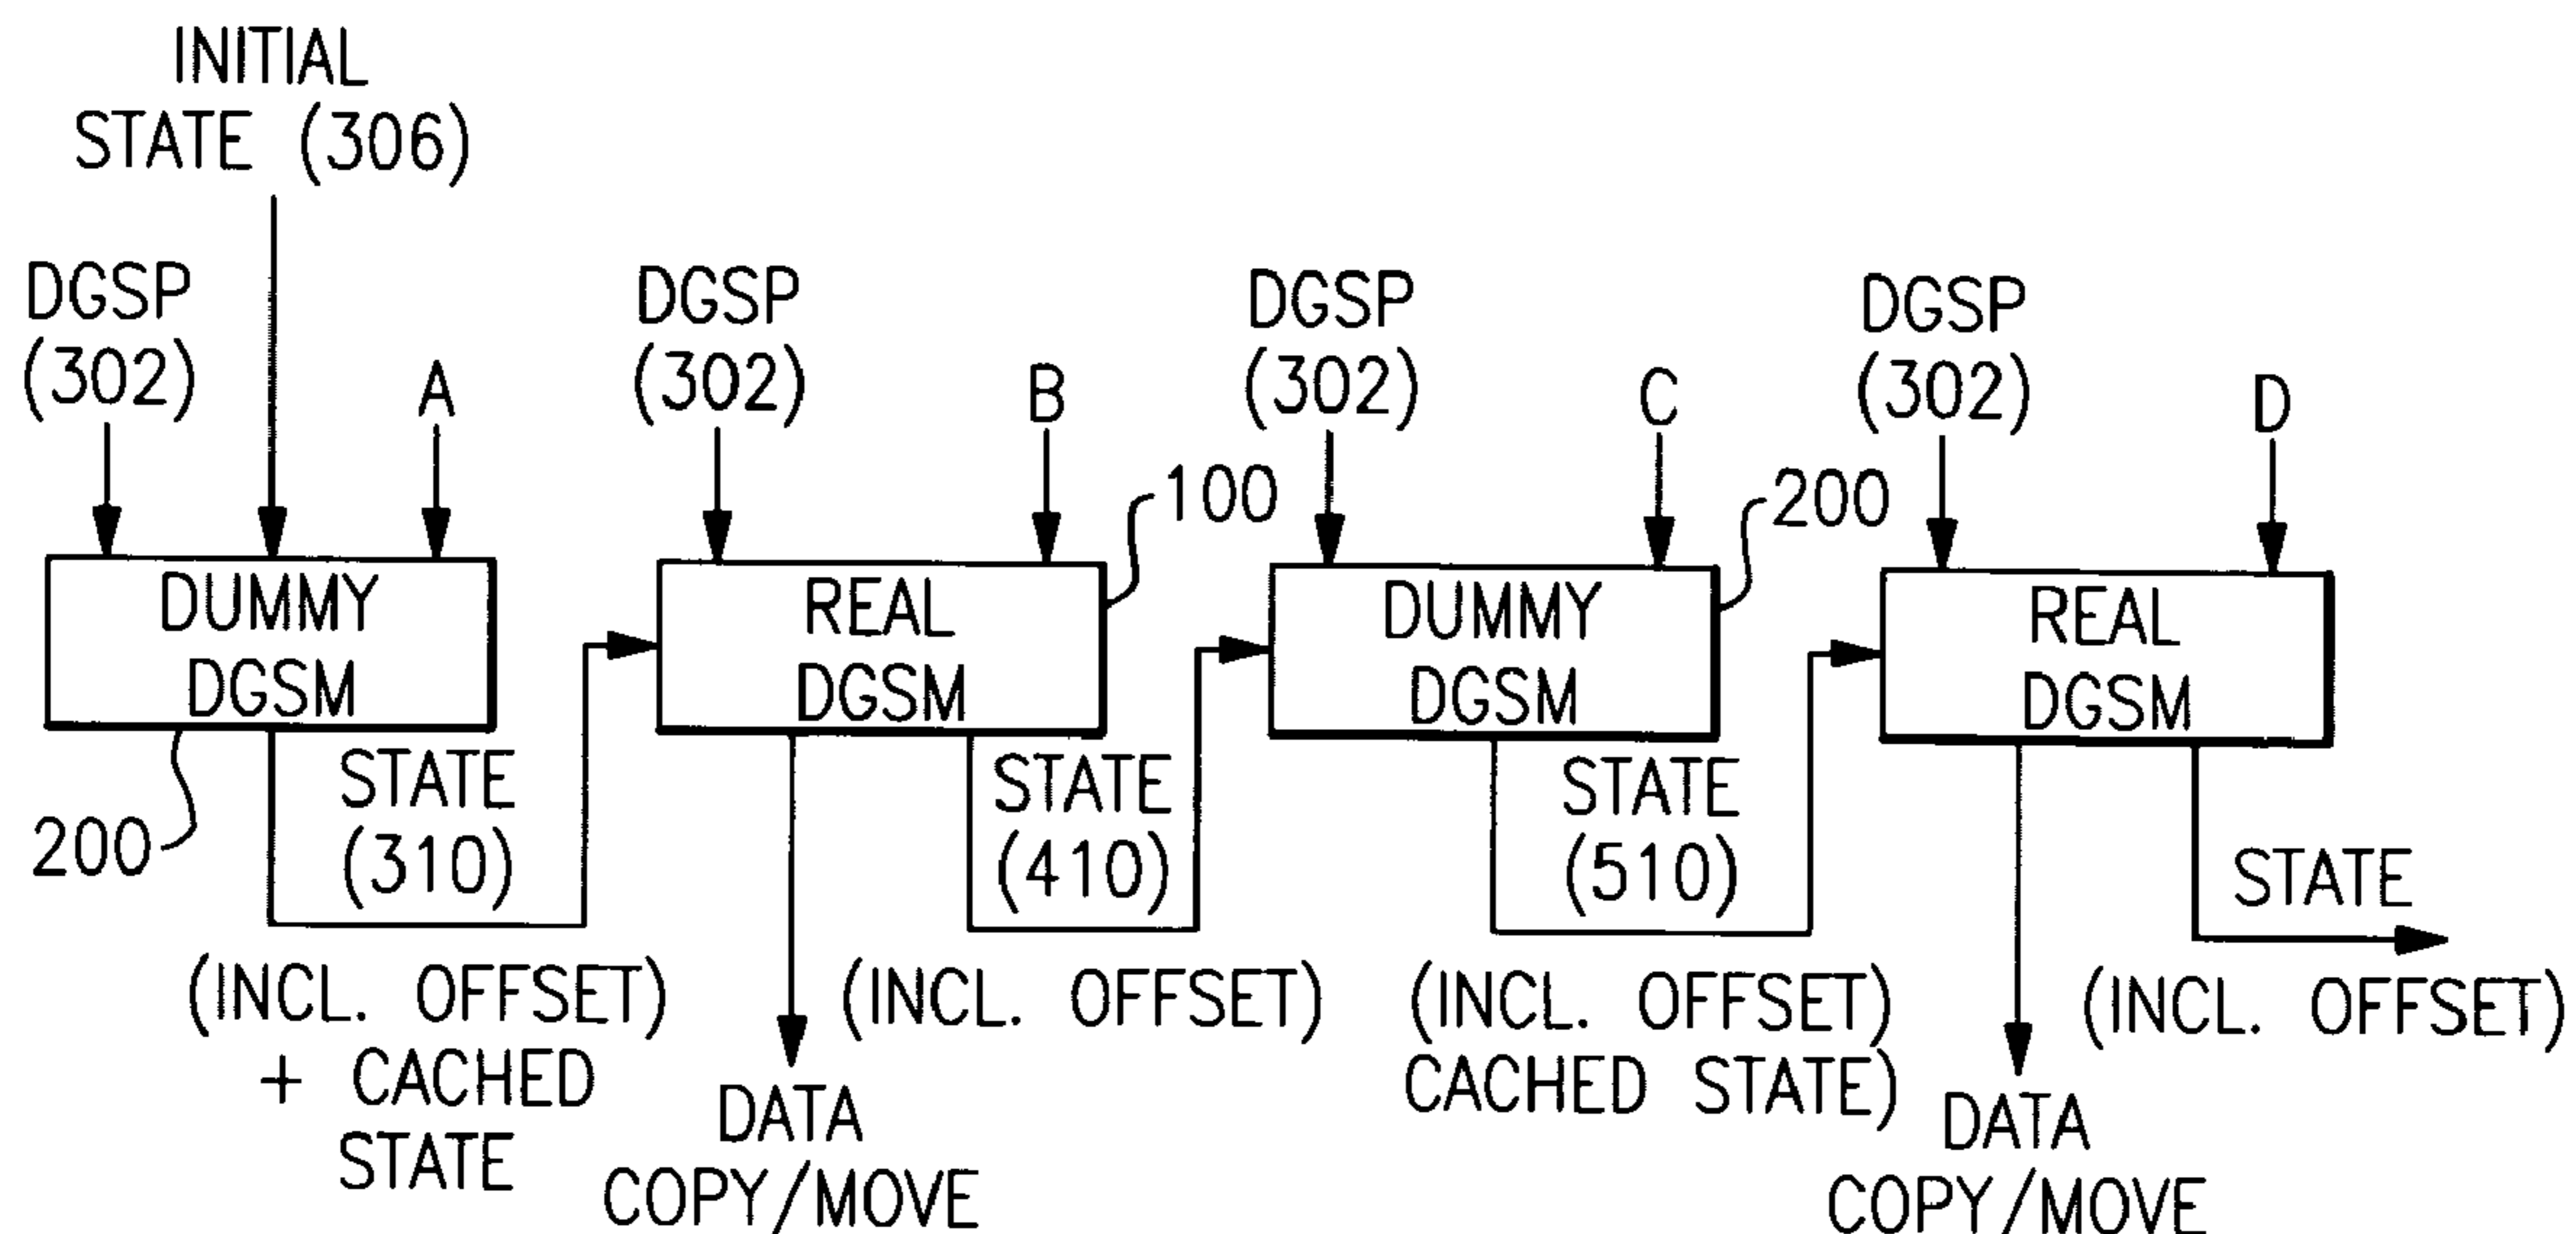 INITIAL
STATE (306)
DGSP
(302)
A
DGSP
(302)
B
DGSP
(302)
C
DGSP
(302)
D
100
200
DUMMY
DGSM
REAL
DGSM
DUMMY
DGSM
REAL
DGSM
200
STATE
(310)
STATE
(410)
STATE
(510)
STATE
(INCL. OFFSET)
+ CACHED
STATE
(INCL. OFFSET)
(INCL. OFFSET)
CACHED STATE)
(INCL. OFFSET)
DATA
COPY/MOVE
DATA
COPY/MOVE